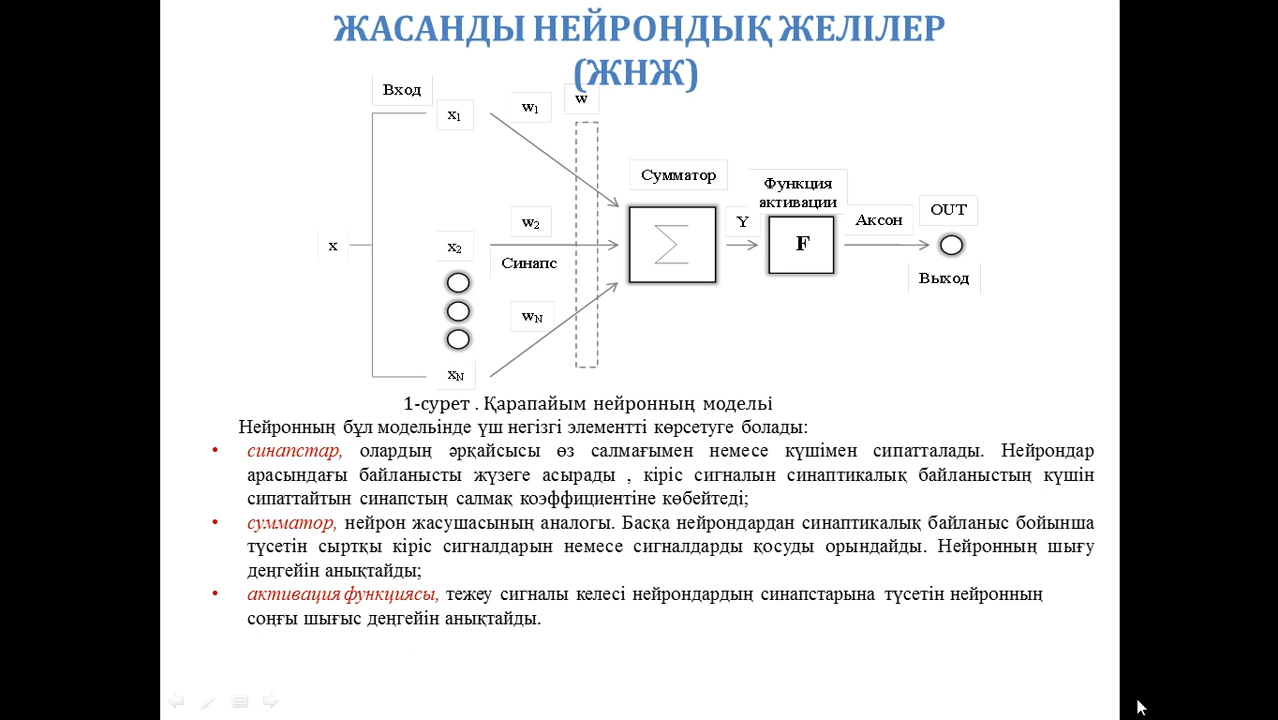 ЖАСАНДЫ НЕЙРОНДЫҚ ЖЕЛІЛЕР
(ЖНЖ)
Вход
x1
w1
w
Сумматор
Функция
активации
w2
Y
Аксон
OUT
x
x2
Σ
F
Синапс
Выход
wN
xN
1-сурет . Қарапайым нейронның моделі
Нейронның бұл модельінде үш негізгі элементті көрсетуге болады:
• синапстар, олардың әрқайсысы өз салмағымен немесе күшімен сипатталады. Нейрондар
арасындағы байланысты жүзеге асырады , кіріс сигналын синаптикалық байланыстың күшін
сипаттайтын синапстың салмақ коэффициентіне көбейтеді;
• сумматор, нейрон жасушасының аналогы. Басқа нейрондардан синаптикалық байланыс бойынша
түсетін сыртқы кіріс сигналдарын немесе сигналдарды қосуды орындайды. Нейронның шығу
деңгейін анықтайды;
• активация функциясы, тежеу сигналы келесі нейрондардың синапстарына түсетін нейронның
соңғы шығыс деңгейін анықтайды.